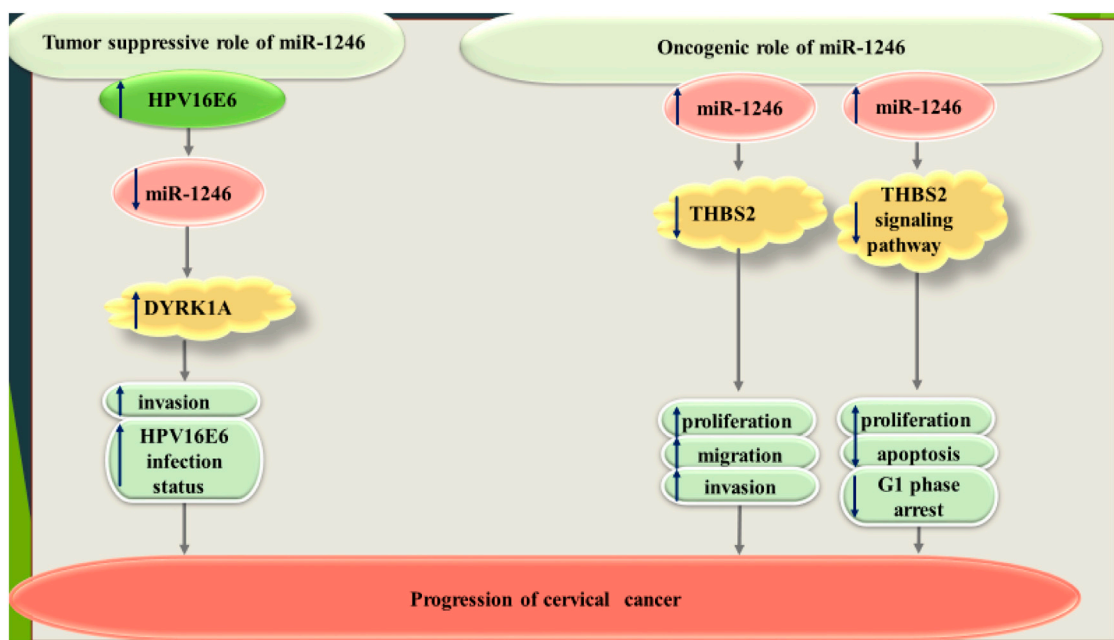 Tumor suppressive role of miR-1246
HPV16E6
miR-1246
DYRK1A
invasion
HPV16E6
infection
status
Oncogenic role of miR-1246
miR-1246
THBS2
proliferation
migration
invasion
miR-1246
THBS2
signaling
pathway
proliferation
apoptosis
G1 phase
arrest
Progression of cervical cancer